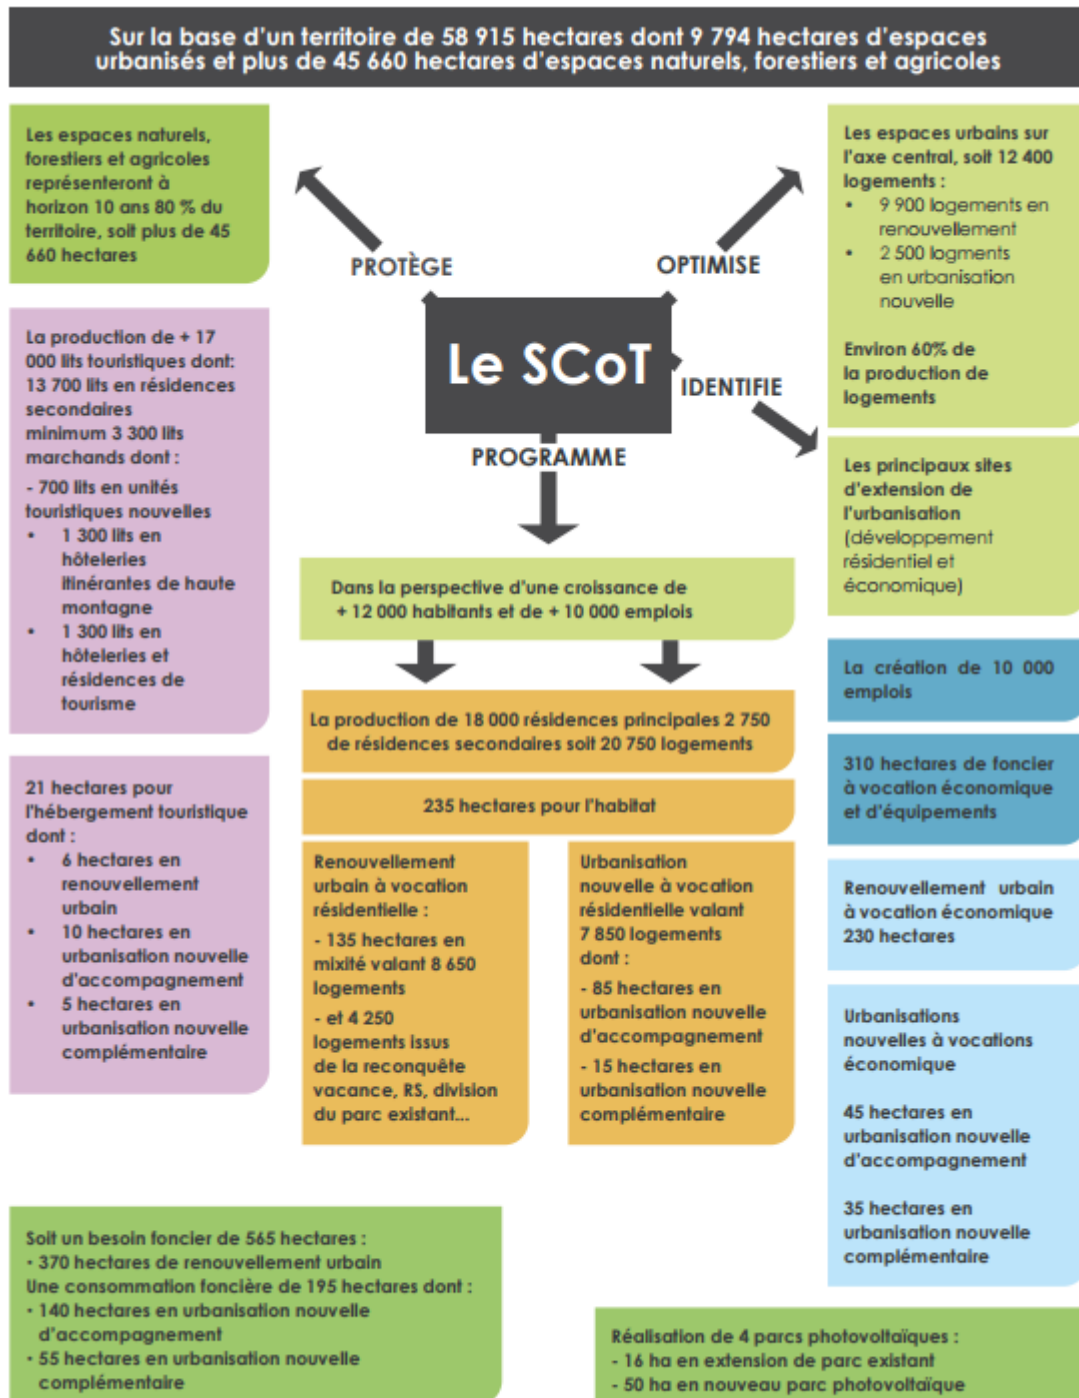 Sur la base d'un territoire de 58 915 hectares dont 9 794 hectares d'espaces
urbanisés et plus de 45 660 hectares d'espaces naturels, forestiers et agricoles
Les espaces naturels,
forestiers et agricoles
représenteront à
horizon 10 ans 80 % du
territoire, soit plus de 45
660 hectares
PROTÈGE
OPTIMISE
Les espaces urbains sur
l'axe central, soit 12 400
logements :
• 9 900 logements en
renouvellement
• 2 500 logments
en urbanisation
nouvelle
Environ 60% de
la production de
logements
Le SCoT
IDENTIFIE
PROGRAMME
Les principaux sites
d'extension de
l'urbanisation
(développement
résidentiel et
économique)
La production de + 17
000 lits touristiques dont:
13 700 lits en résidences
secondaires
minimum 3 300 lits
marchands dont :
- 700 lits en unités
touristiques nouvelles
• 1 300 lits en
hôteleries
itinérantes de haute
montagne
• 1 300 lits en
hôteleries et
résidences de
tourisme
Dans la perspective d'une croissance de
+ 12 000 habitants et de + 10 000 emplois
La production de 18 000 résidences principales 2 750
de résidences secondaires soit 20 750 logements
235 hectares pour l'habitat
Renouvellement
urbain à vocation
résidentielle :
- 135 hectares en
mixité valant 8 650
logements
- et 4 250
logements issus
de la reconquête
vacance, RS, division
du parc existant...
Urbanisation
nouvelle à vocation
résidentielle valant
7 850 logements
dont :
- 85 hectares en
urbanisation nouvelle
d'accompagnement
- 15 hectares en
urbanisation nouvelle
complémentaire
La création de 10 000
emplois
310 hectares de foncier
à vocation économique
et d'équipements
Renouvellement urbain
à vocation économique
230 hectares
Urbanisations
nouvelles à vocations
économique
45 hectares en
urbanisation nouvelle
d'accompagnement
35 hectares en
urbanisation nouvelle
complémentaire
21 hectares pour
l'hébergement touristique
dont :
• 6 hectares en
renouvellement
urbain
• 10 hectares en
urbanisation nouvelle
d'accompagnement
• 5 hectares en
urbanisation nouvelle
complémentaire
Soit un besoin foncier de 565 hectares :
• 370 hectares de renouvellement urbain
Une consommation foncière de 195 hectares dont :
• 140 hectares en urbanisation nouvelle
d'accompagnement
• 55 hectares en urbanisation nouvelle
complémentaire
Réalisation de 4 parcs photovoltaïques :
- 16 ha en extension de parc existant
- 50 ha en nouveau parc photovoltaïque